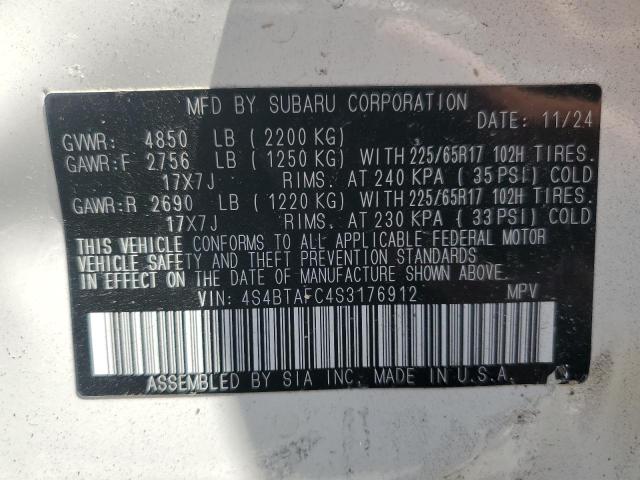 MFD BY SUBARU CORPORATION
DATE: 11/24
GVWR: 4850 LB (2200 KG)
GAWR:F 2756 LB (1250 KG) WITH 225/65R17 102H TIRES.
17X7J RIMS. AT 240 KPA (35 PSI) COLD
GAWR:R 2690 LB (1220 KG) WITH 225/65R17 102H TIRES.
17X7J RIMS. AT 230 KPA (33 PSI) COLD
THIS VEHICLE CONFORMS TO ALL APPLICABLE FEDERAL MOTOR
VEHICLE SAFETY AND THEFT PREVENTION STANDARDS
IN EFFECT ON THE DATE OF MANUFACTURE SHOWN ABOVE.
VIN: 4S4BTAFC4S3176912 MPV
ASSEMBLED BY SIA INC. MADE IN U.S.A.